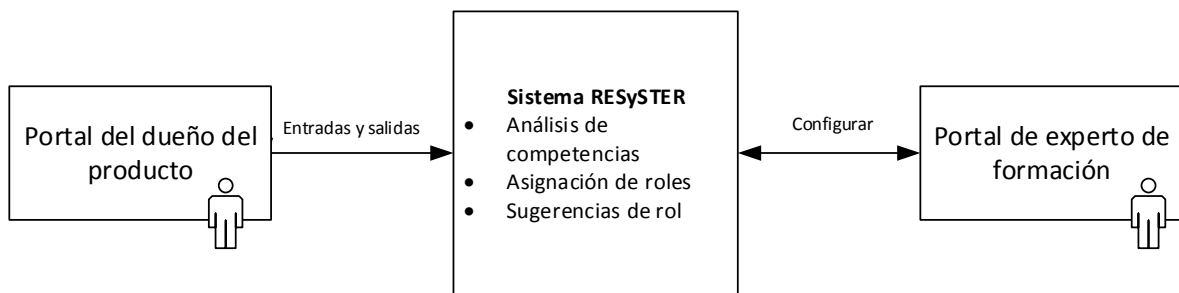 Portal del dueño del
producto
Entradas y salidas
Sistema RESySTER
• Análisis de
competencias
• Asignación de roles
• Sugerencias de rol
Configurar
Portal de experto de
formación